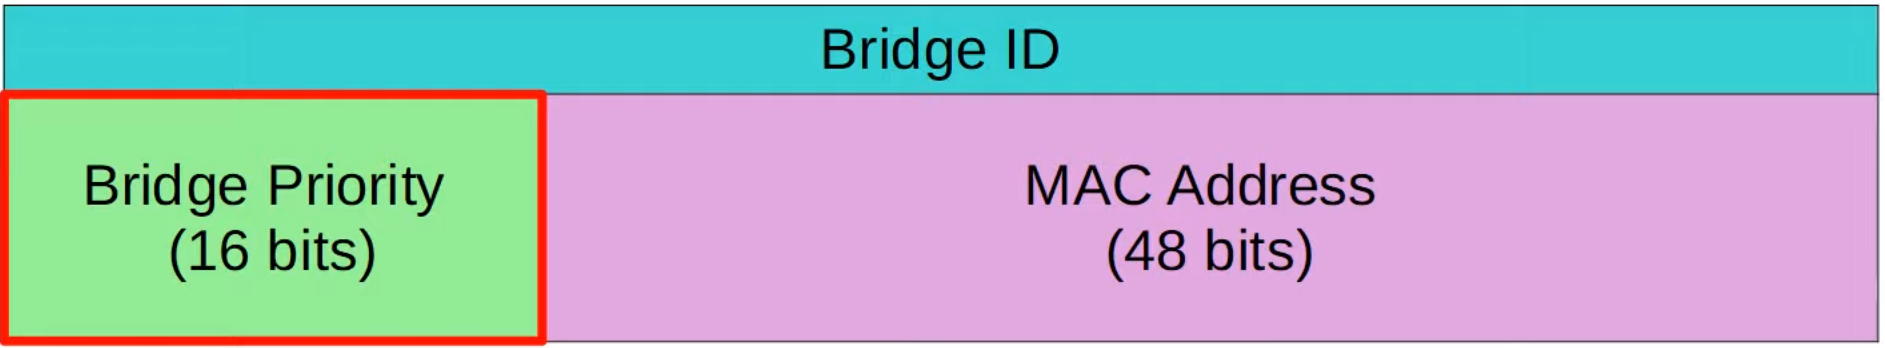 Bridge ID
Bridge Priority
(16 bits)
MAC Address
(48 bits)